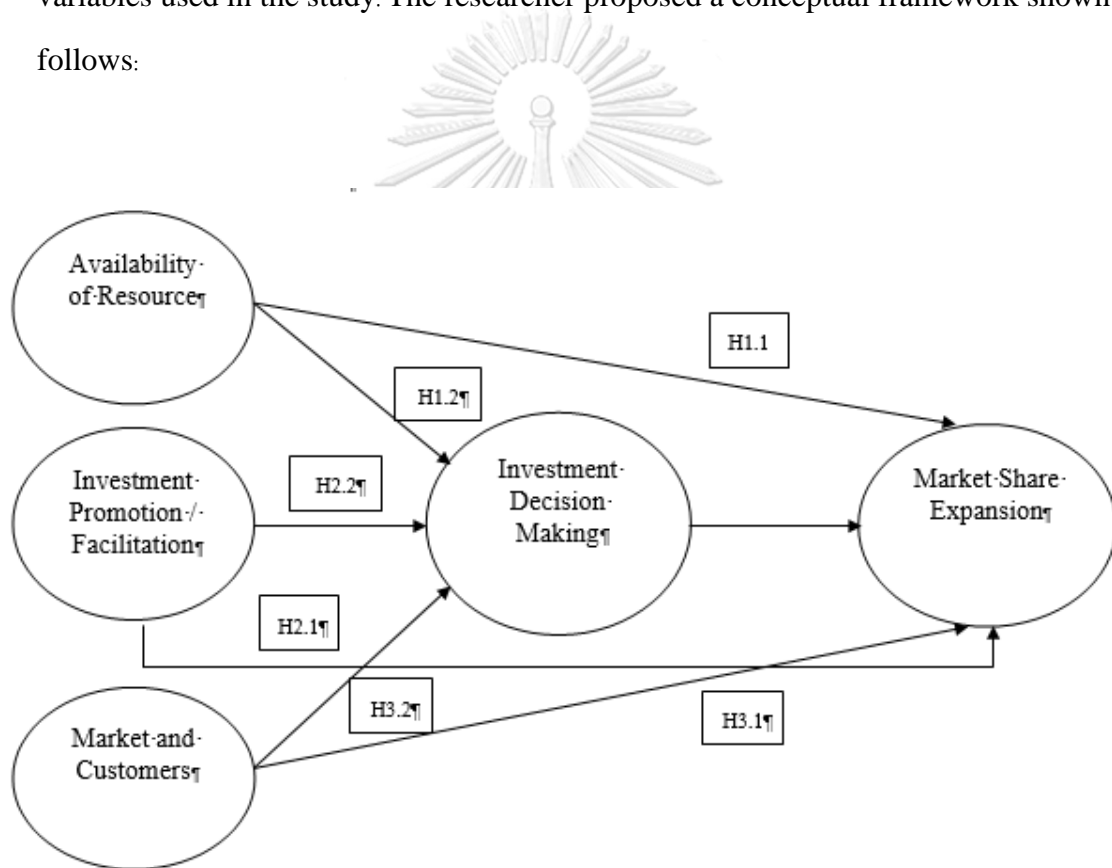 variables used in the study. The researcher proposed a conceptual framework shown
follows:
Availability·
of·Resource¶
H1.1
H1.2¶
Investment·
Promotion·/·
Facilitation¶
H2.2¶
Investment·
Decision·
Making¶
Market·Share·
Expansion¶
H2.1¶
H3.2¶
H3.1¶
Market·and·
Customers¶